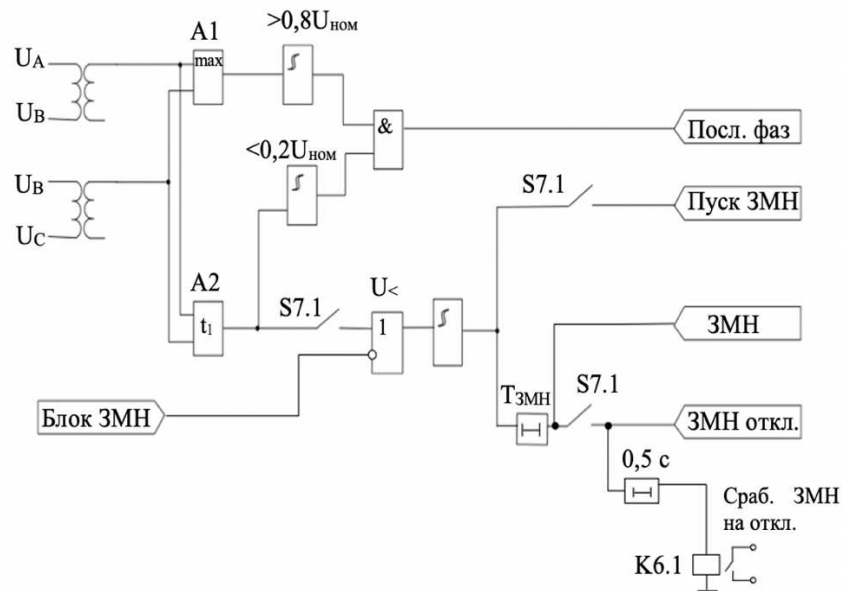 A1
>0,8Uном
UA
max
UB
&
Посл. фаз
<0,2Uном
UB
S7.1
Пуск ЗМН
UC
A2
S7.1
U<
t1
1
ЗМН
TЗМН
S7.1
Блок ЗМН
ЗМН откл.
0,5 с
Сраб. ЗМН
на откл.
K6.1